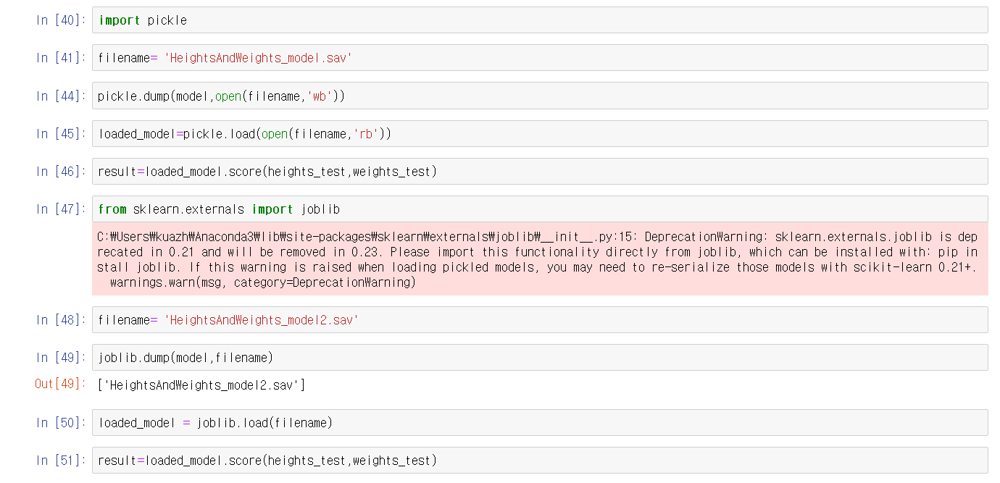 In [40]: import pickle
In [41]: filename= 'HeightsAndWeights_model.sav'
In [44]: pickle.dump(model,open(filename,'wb'))
In [45]: loaded_model=pickle.load(open(filename,'rb'))
In [46]: result=loaded_model.score(heights_test,weights_test)
In [47]: from sklearn.externals import joblib
C:₩Users₩kuazh₩Anaconda3₩lib₩site-packages₩sklearn₩externals₩joblib₩__init__.py:15: DeprecationWarning: sklearn.externals.joblib is dep
recated in 0.21 and will be removed in 0.23. Please import this functionality directly from joblib, which can be installed with: pip in
stall joblib. If this warning is raised when loading pickled models, you may need to re-serialize those models with scikit-learn 0.21+.
warnings.warn(msg, category=DeprecationWarning)
In [48]: filename= 'HeightsAndWeights_model2.sav'
In [49]: joblib.dump(model,filename)
Out[49]: ['HeightsAndWeights_model2.sav']
In [50]: loaded_model = joblib.load(filename)
In [51]: result=loaded_model.score(heights_test,weights_test)